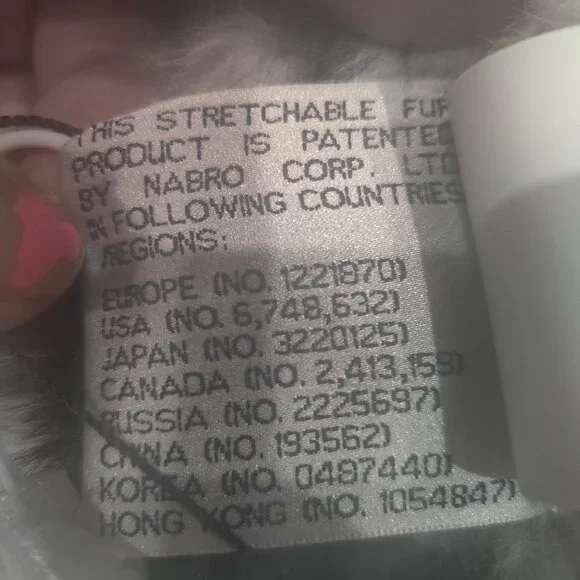 THIS STRETCHABLE FUR
PRODUCT IS PATENTED
BY NABRO CORP. LTD
IN FOLLOWING COUNTRIES
/REGIONS:
EUROPE (NO. 1221870)
USA (NO. 6,748,632)
JAPAN (NO. 3220125)
CANADA (NO. 2,413,159)
RUSSIA (NO. 2225697)
CHINA (NO. 193562)
KOREA (NO. 0487440)
HONG KONG (NO. 1054847)